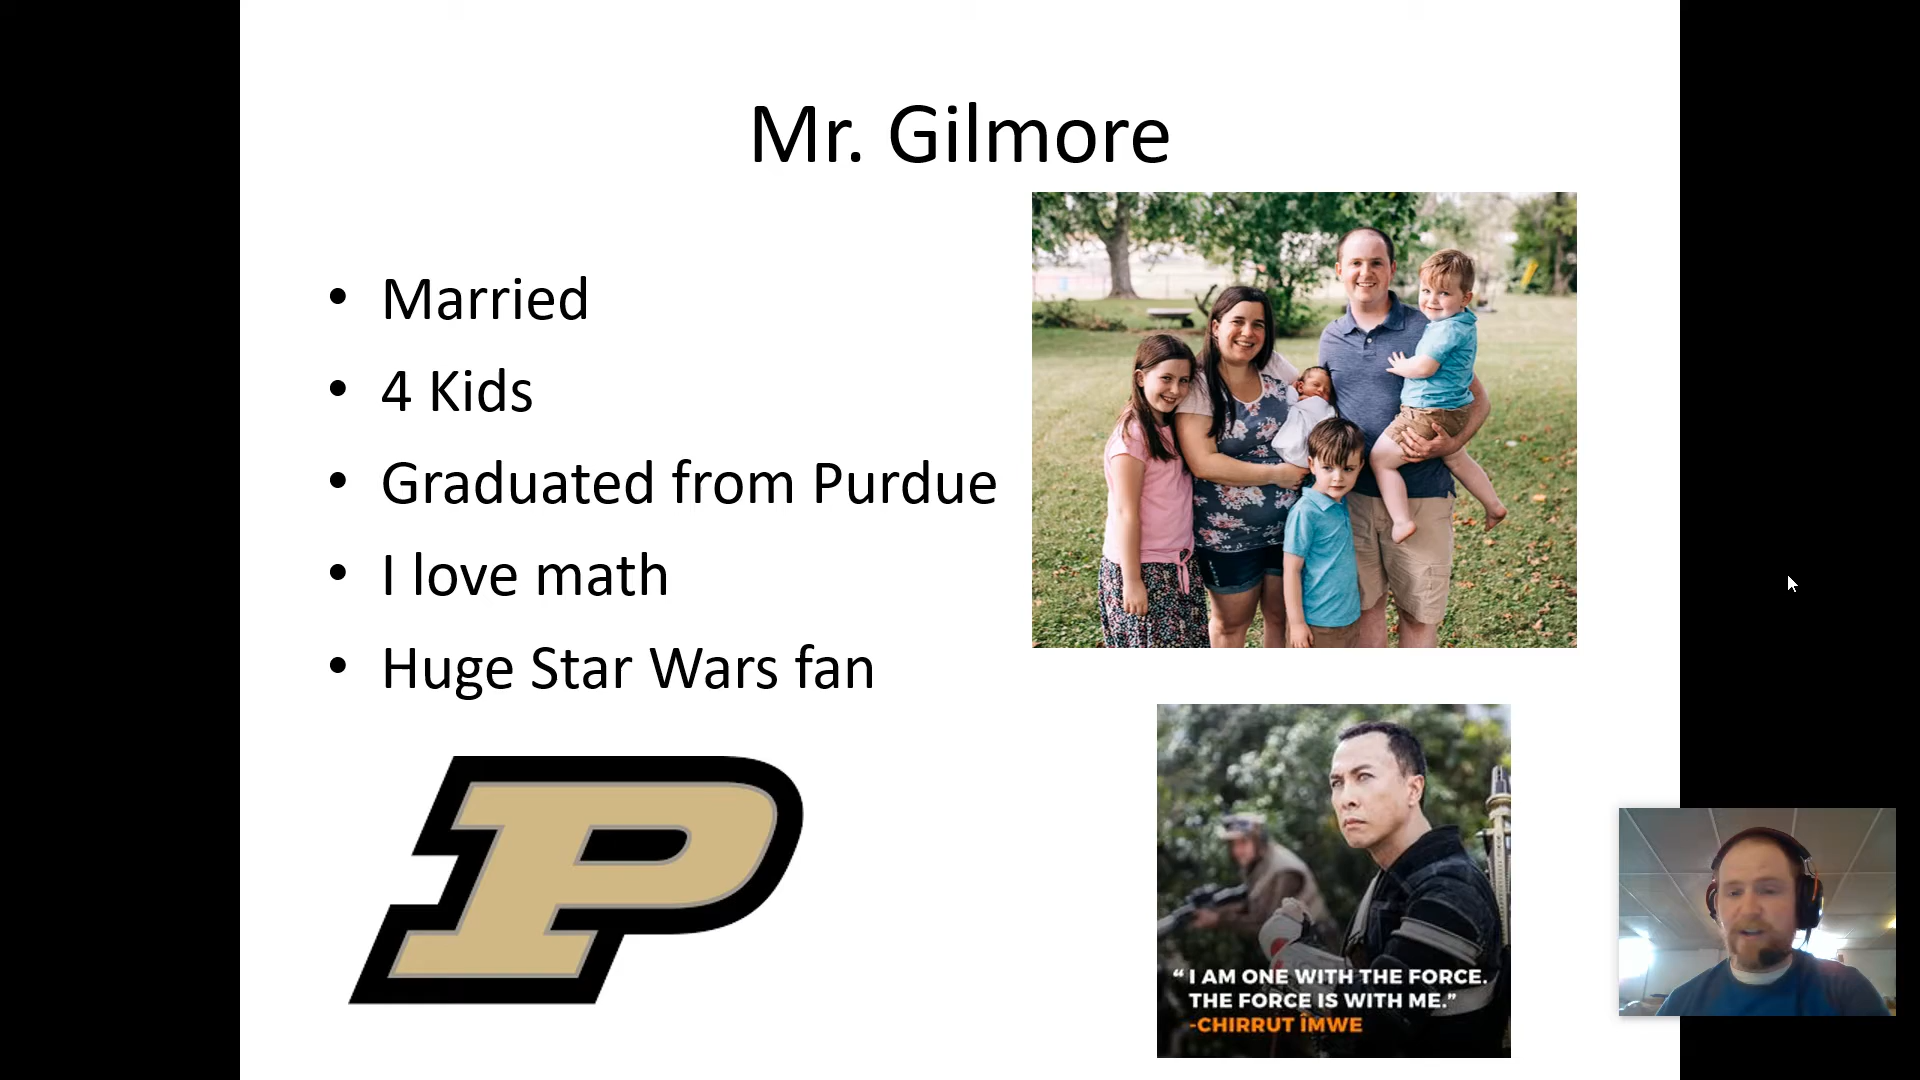 Mr. Gilmore
• Married
• 4 Kids
• Graduated from Purdue
• I love math
• Huge Star Wars fan
P
“ I AM ONE WITH THE FORCE.
THE FORCE IS WITH ME.”
-CHIRRUT ÎMWE